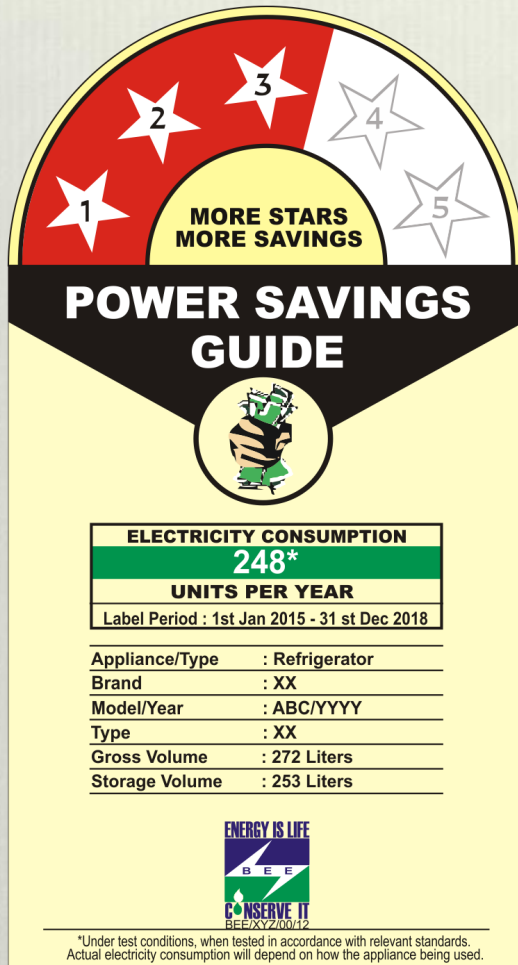 1 2 3 4 5
MORE STARS
MORE SAVINGS
POWER SAVINGS
GUIDE
ELECTRICITY CONSUMPTION
248*
UNITS PER YEAR
Label Period : 1st Jan 2015 - 31 st Dec 2018
Appliance/Type : Refrigerator
Brand : XX
Model/Year : ABC/YYYY
Type : XX
Gross Volume : 272 Liters
Storage Volume : 253 Liters
ENERGY IS LIFE
BEE
CONSERVE IT
BEE/XYZ/00/12
*Under test conditions, when tested in accordance with relevant standards.
Actual electricity consumption will depend on how the appliance being used.